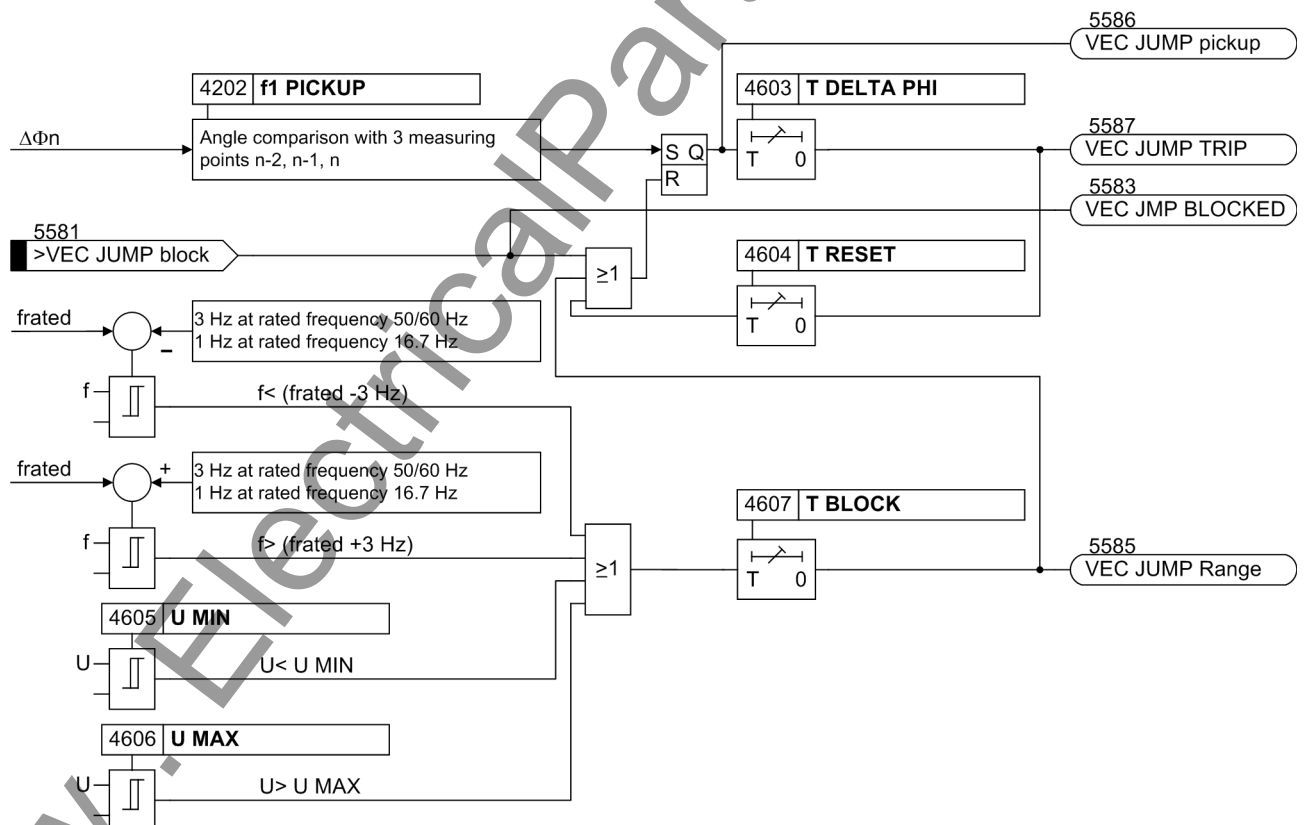 5586
VEC JUMP pickup
4202 f1 PICKUP
4603 T DELTA PHI
ΔΦn
Angle comparison with 3 measuring
points n-2, n-1, n
S Q
R
T 0
5587
VEC JUMP TRIP
5583
VEC JMP BLOCKED
5581
>VEC JUMP block
≥1
4604 T RESET
T 0
frated
3 Hz at rated frequency 50/60 Hz
1 Hz at rated frequency 16.7 Hz
–
f
f< (frated -3 Hz)
frated
+
3 Hz at rated frequency 50/60 Hz
1 Hz at rated frequency 16.7 Hz
f
f> (frated +3 Hz)
≥1
4607 T BLOCK
T 0
5585
VEC JUMP Range
4605 U MIN
U
U< U MIN
4606 U MAX
U
U> U MAX
w . ElectricalPar